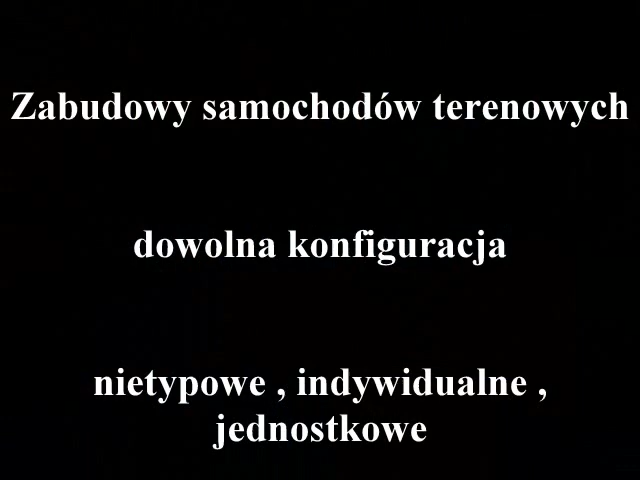 Zabudowy samochodów terenowych
dowolna konfiguracja
nietypowe , indywidualne ,
jednostkowe